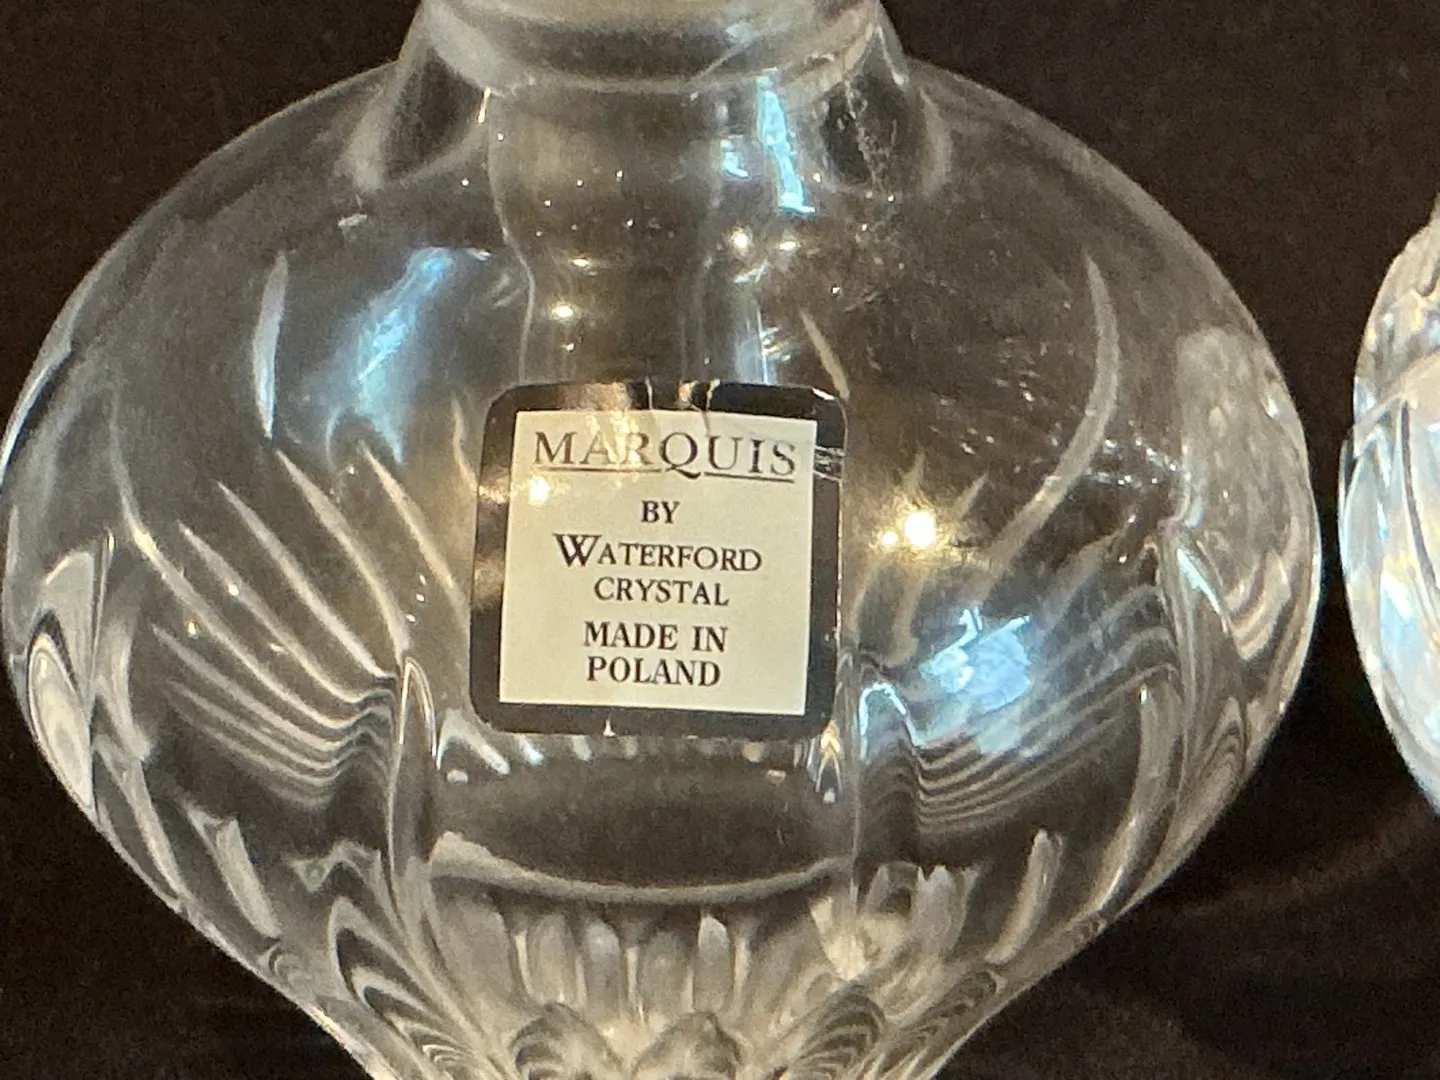 MARQUIS
BY
WATERFORD
CRYSTAL
MADE IN
POLAND